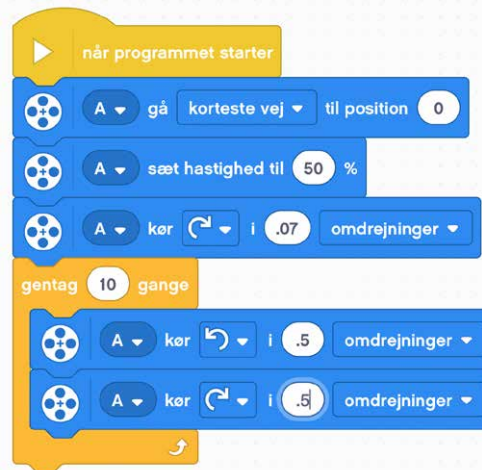 når programmet starter
A gå korteste vej til position 0
A sæt hastighed til 50 %
A kør i .07 omdrejninger
gentag 10 gange
A kør i .5 omdrejninger
A kør i .5 omdrejninger